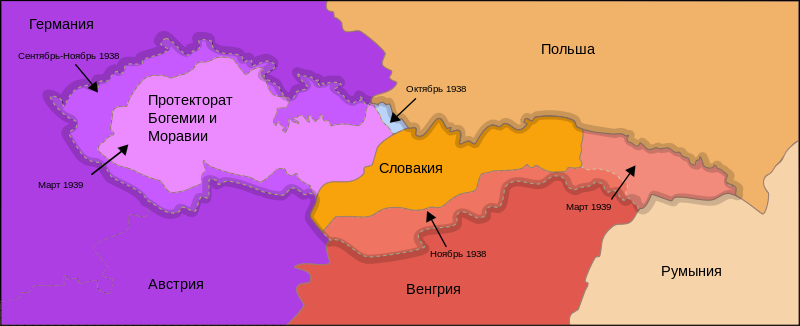 Германия
Польша
Сентябрь-Ноябрь 1938
Октябрь 1938
Протекторат
Богемии и
Моравии
Словакия
Март 1939
Март 1939
Ноябрь 1938
Румыния
Австрия
Венгрия